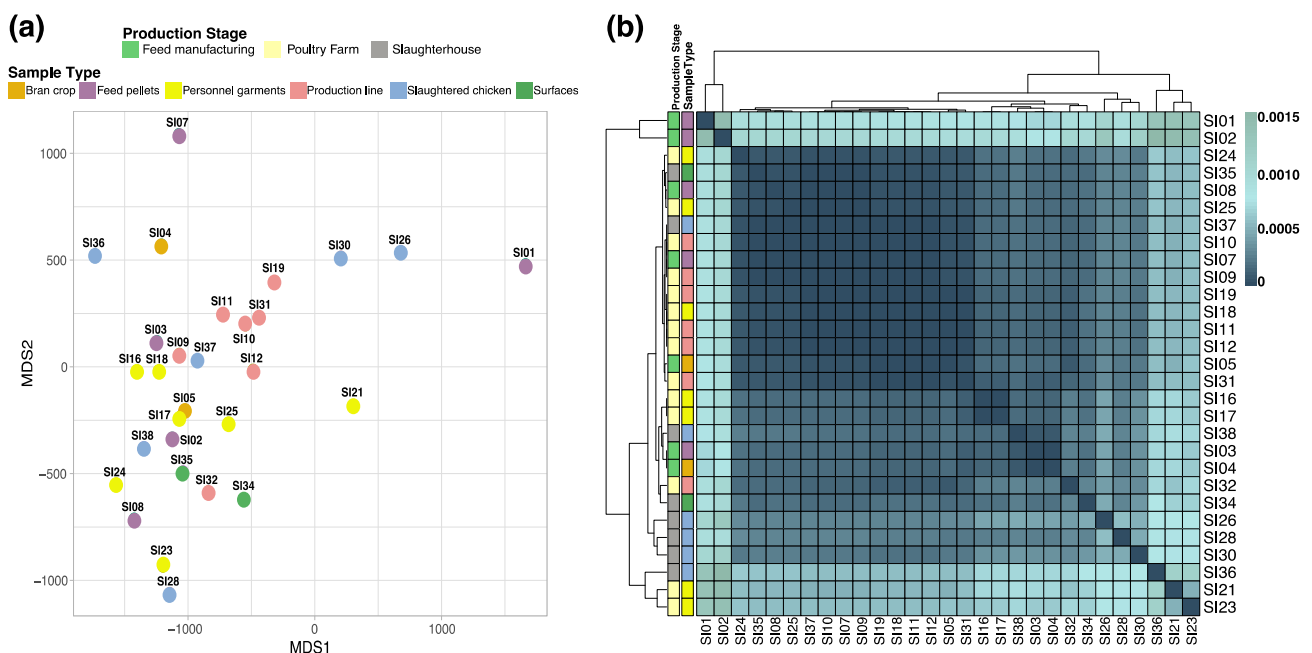 (a)
Production Stage
Feed manufacturing Poultry Farm Slaughterhouse
Sample Type
Bran crop Feed pellets Personnel garments Production line Slaughtered chicken Surfaces
SI07
SI04
SI36
SI30
SI26
SI01
SI19
SI11
SI31
SI10
SI03
SI09
SI37
SI16
SI18
SI12
SI21
SI05
SI17
SI25
SI38
SI02
SI35
SI24
SI32
SI34
SI08
SI23
SI28
1000
500
0
−500
−1000
MDS2
−1000 0 1000
MDS1
(b)
Production Stage
SampleType
SI01
SI02
SI24
SI35
SI08
SI25
SI37
SI10
SI07
SI09
SI19
SI18
SI11
SI12
SI05
SI31
SI16
SI17
SI38
SI03
SI04
SI32
SI34
SI26
SI28
SI30
SI36
SI21
SI23
0.0015
0.0010
0.0005
0
SI01 SI02 SI24 SI35 SI08 SI25 SI37 SI10 SI07 SI09 SI19 SI18 SI11 SI12 SI05 SI31 SI16 SI17 SI38 SI03 SI04 SI32 SI34 SI26 SI28 SI30 SI36 SI21 SI23